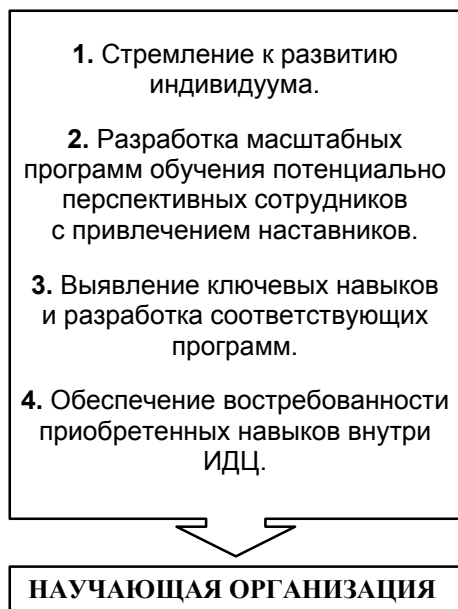 1. Стремление к развитию
индивидуума.
2. Разработка масштабных
программ обучения потенциально
перспективных сотрудников
с привлечением наставников.
3. Выявление ключевых навыков
и разработка соответствующих
программ.
4. Обеспечение востребованности
приобретенных навыков внутри
ИДЦ.
НАУЧАЮЩАЯ ОРГАНИЗАЦИЯ